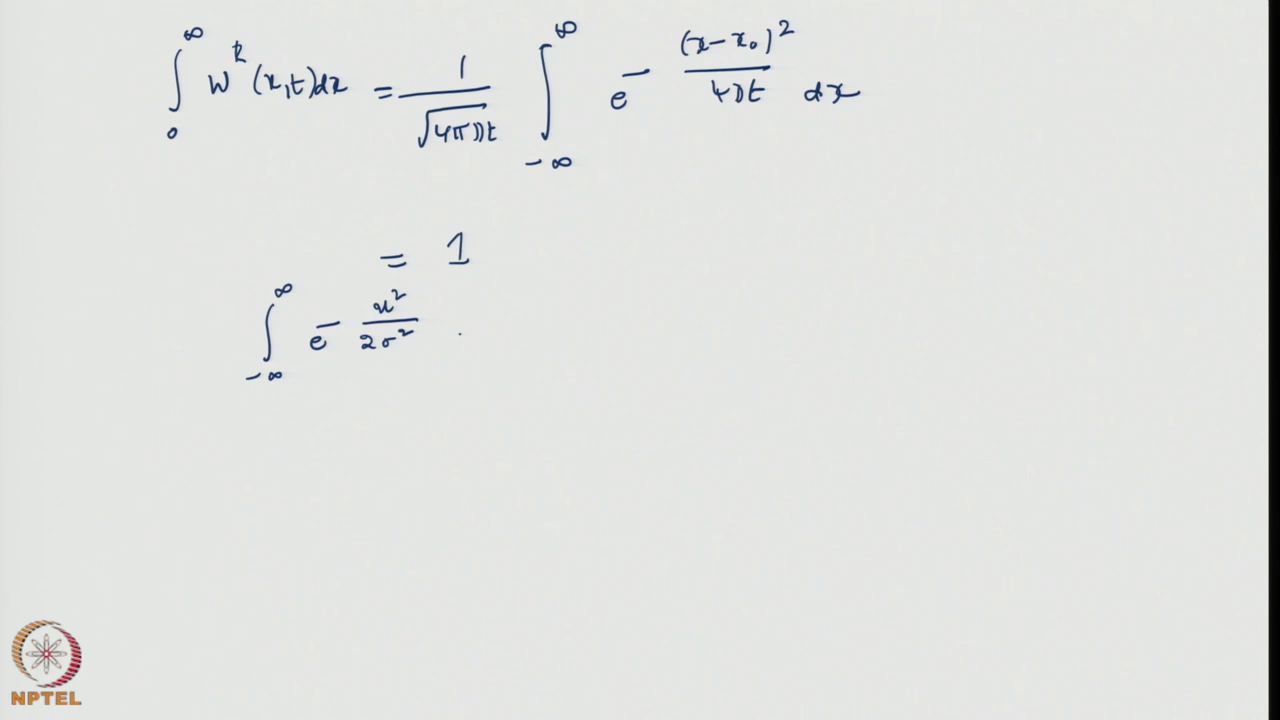 ∫₀^∞ W^R (x,t)dx = 1/√(4πDt) ∫_{-∞}^{∞} e^{-(x-x₀)²/4Dt} dx
= 1
∫_{-∞}^{∞} e^{-x²/2σ²}
NPTEL